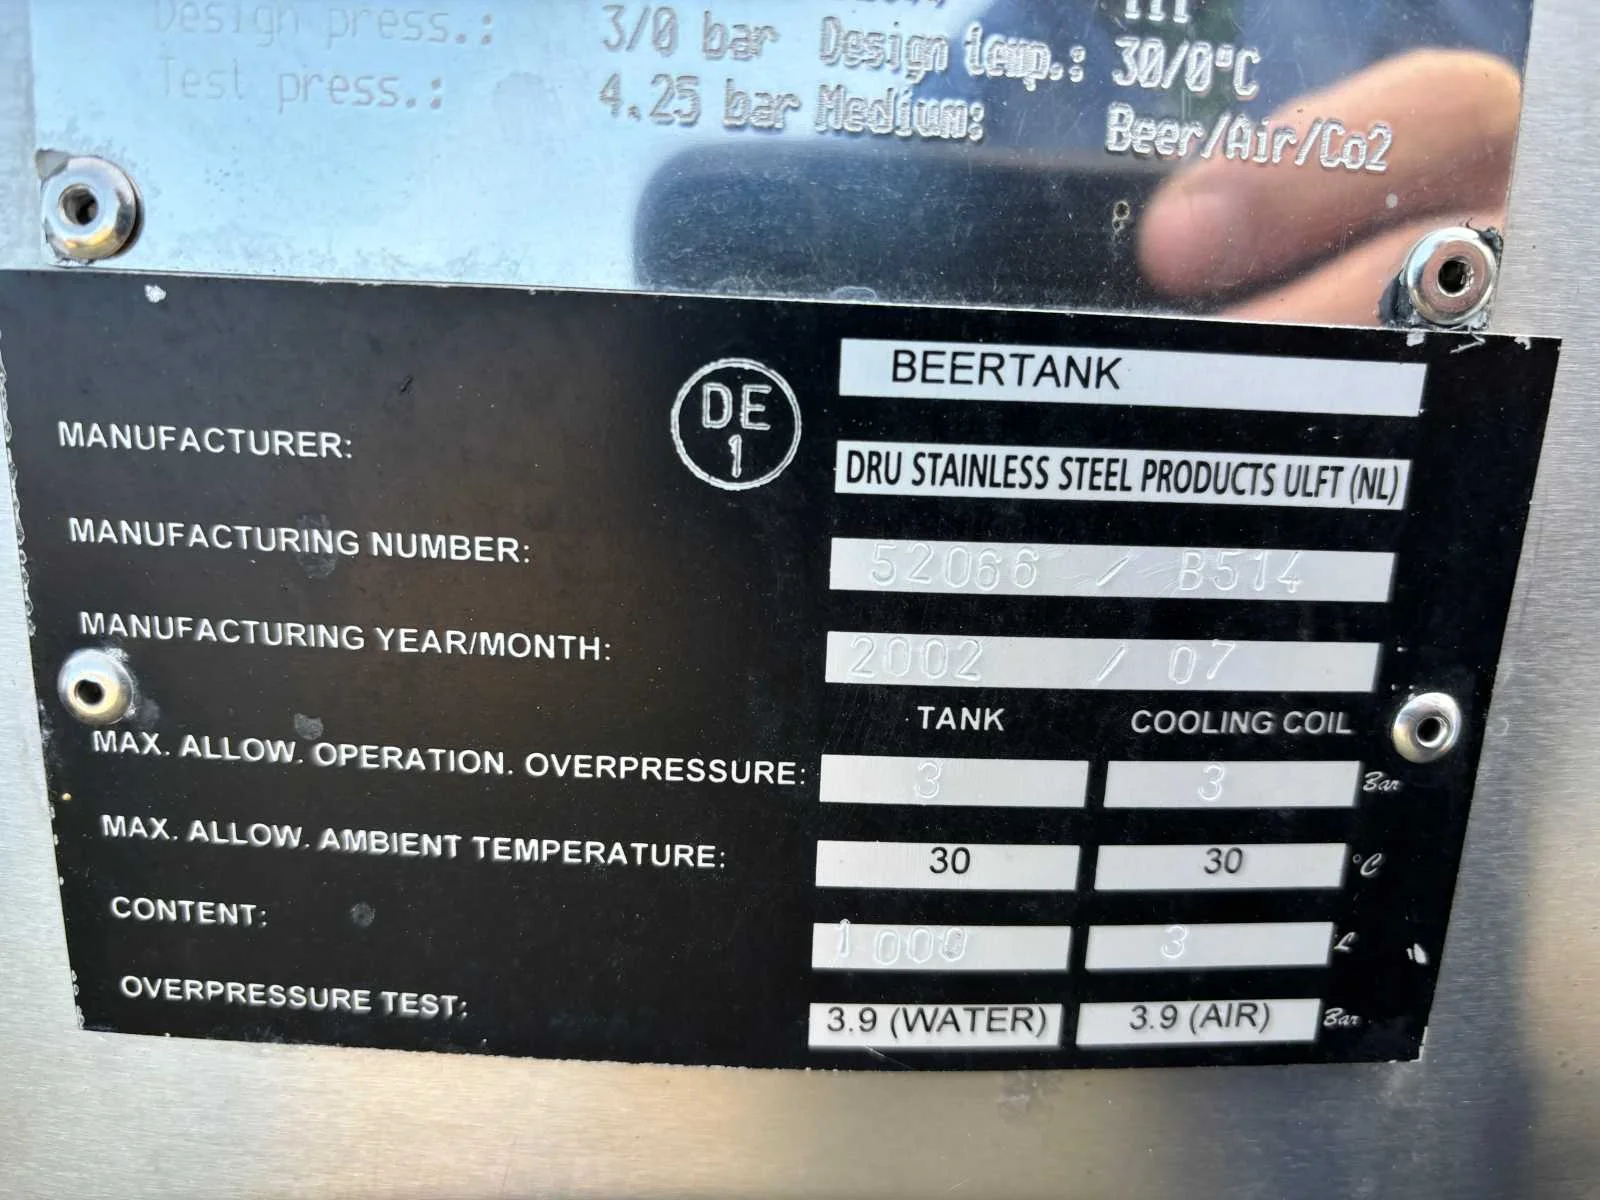 III
Design press.: 3/0 bar Design temp.: 30/0°C
Test press.: 4.25 bar Medium: Beer/Air/Co2
BEERTANK
DE
1
MANUFACTURER: DRU STAINLESS STEEL PRODUCTS ULFT (NL)
MANUFACTURING NUMBER: 52066 / B514
MANUFACTURING YEAR/MONTH: 2002 / 07
TANK COOLING COIL
MAX. ALLOW. OPERATION. OVERPRESSURE: 3 3 Bar
MAX. ALLOW. AMBIENT TEMPERATURE: 30 30 °C
CONTENT: 1000 3 L
OVERPRESSURE TEST: 3.9 (WATER) 3.9 (AIR) Bar